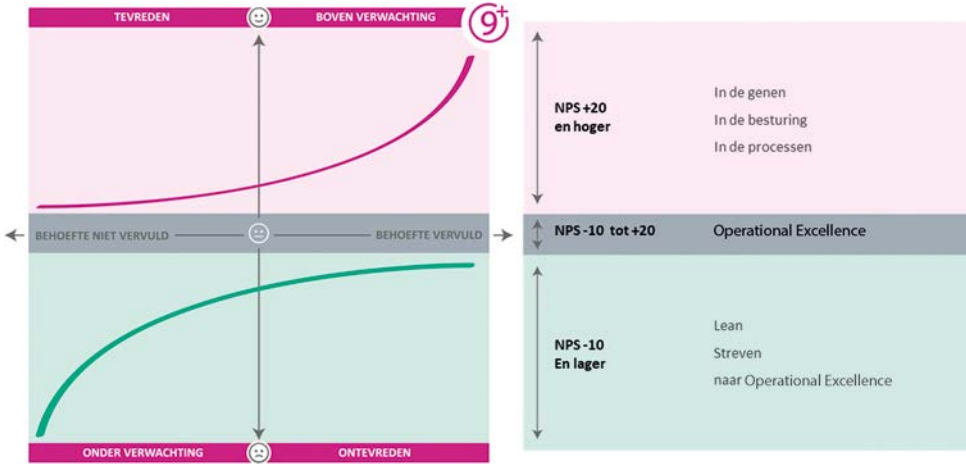 TEVREDEN
BOVEN VERWACHTING
9+
BEHOEFTE NIET VERVULD
BEHOEFTE VERVULD
ONDER VERWACHTING
ONTEVREDEN
NPS +20
en hoger
In de genen
In de besturing
In de processen
NPS -10 tot +20
Operational Excellence
NPS -10
En lager
Lean
Streven
naar Operational Excellence